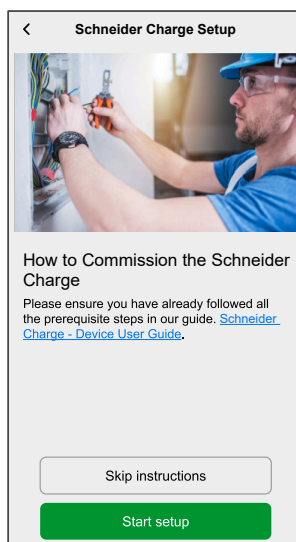 Schneider Charge Setup
How to Commission the Schneider
Charge
Please ensure you have already followed all
the prerequisite steps in our guide. Schneider
Charge - Device User Guide.
Skip instructions
Start setup